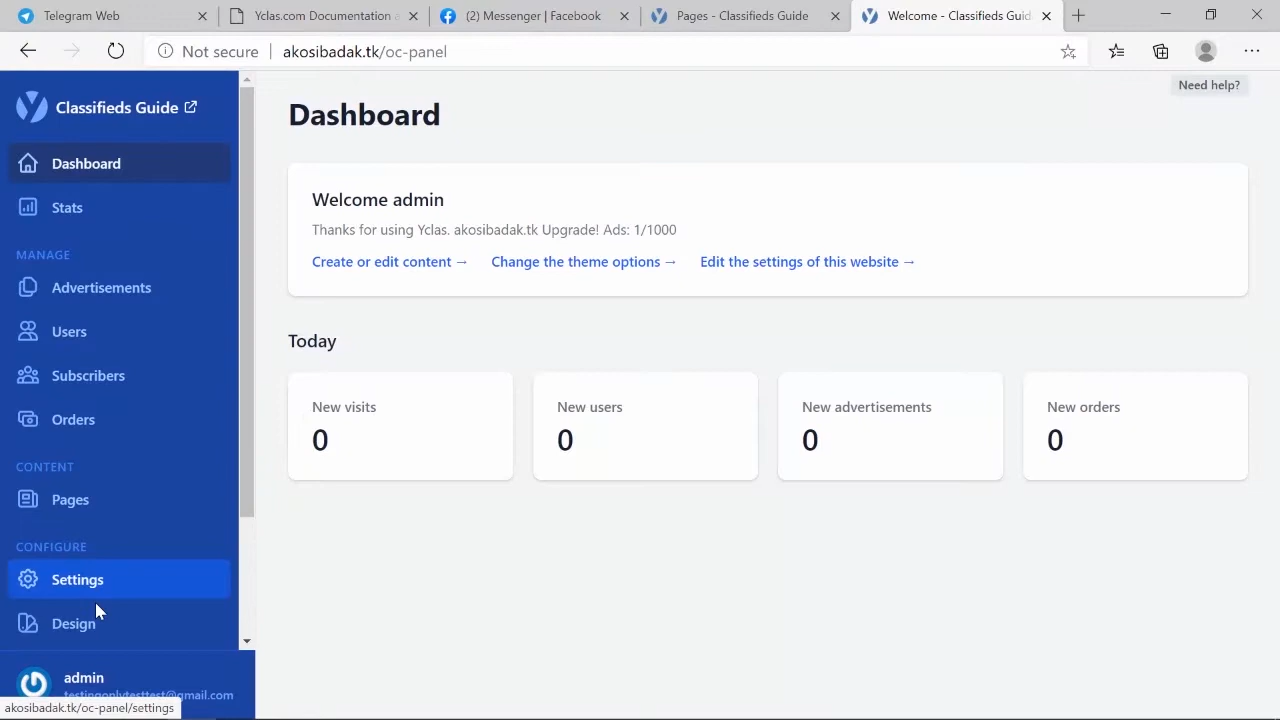 Telegram Web
Yclas.com Documentation a
(2) Messenger | Facebook
Pages - Classifieds Guide
Welcome - Classifieds Guid
Not secure
akosibadak.tk/oc-panel
Need help?
Classifieds Guide
Dashboard
Stats
MANAGE
Advertisements
Users
Subscribers
Orders
CONTENT
Pages
CONFIGURE
Settings
Design
admin
testingonlytesttest@gmail.com
akosibadak.tk/oc-panel/settings
Dashboard
Welcome admin
Thanks for using Yclas. akosibadak.tk Upgrade! Ads: 1/1000
Create or edit content → Change the theme options → Edit the settings of this website →
Today
New visits
0
New users
0
New advertisements
0
New orders
0